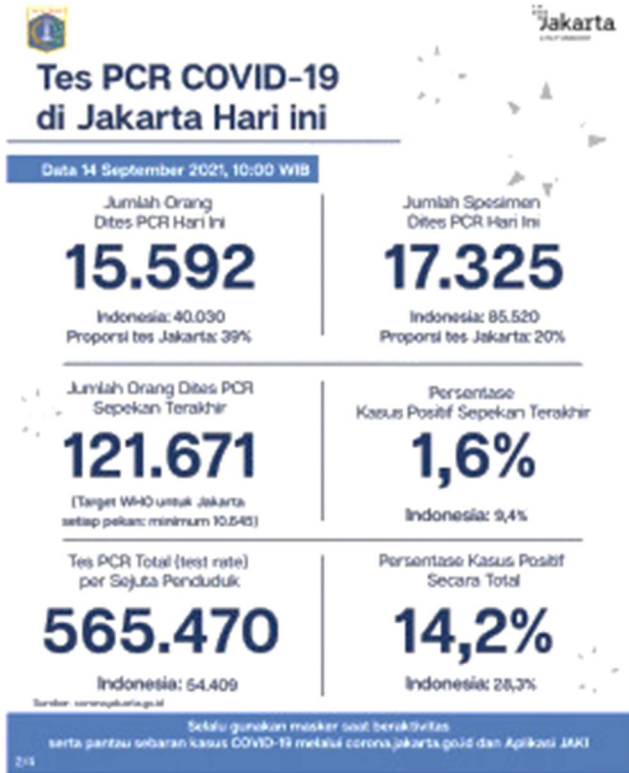 Jakarta
Tes PCR COVID-19
di Jakarta Hari ini
Data 14 September 2021, 10:00 WIB
Jumlah Orang
Dites PCR Hari Ini
15.592
Indonesia: 40.030
Proporsi tes Jakarta: 39%
Jumlah Spesimen
Dites PCR Hari Ini
17.325
Indonesia: 85.520
Proporsi tes Jakarta: 20%
Jumlah Orang Dites PCR
Sepekan Terakhir
121.671
(Target WHO untuk Jakarta
setiap pekan: minimum 10.645)
Persentase
Kasus Positif Sepekan Terakhir
1,6%
Indonesia: 9,4%
Tes PCR Total (test rate)
per Sejuta Penduduk
565.470
Indonesia: 54.409
Persentase Kasus Positif
Secara Total
14,2%
Indonesia: 28,3%
Sumber: corona.jakarta.go.id
Selalu gunakan masker saat beraktivitas
serta pantau sebaran kasus COVID-19 melalui corona.jakarta.go.id dan Aplikasi JAKI